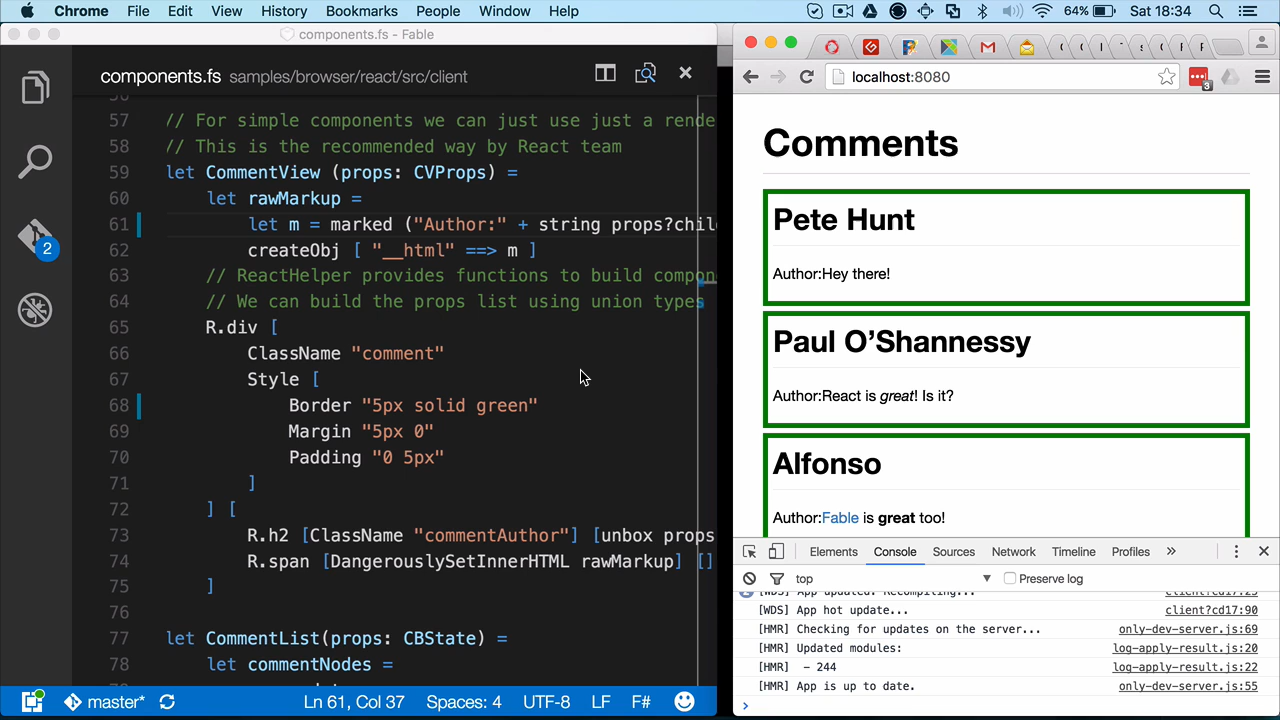 Chrome File Edit View History Bookmarks People Window Help 64% Sat 18:34
components.fs - Fable
components.fs samples/browser/react/src/client
57 // For simple components we can just use just a rende
58 // This is the recommended way by React team
59 let CommentView (props: CVProps) =
60 let rawMarkup =
61 let m = marked ("Author:" + string props?chil
62 createObj [ "__html" ==> m ]
63 // ReactHelper provides functions to build compon
64 // We can build the props list using union types
65 R.div [
66 ClassName "comment"
67 Style [
68 Border "5px solid green"
69 Margin "5px 0"
70 Padding "0 5px"
71 ]
72 ] [
73 R.h2 [ClassName "commentAuthor"] [unbox props
74 R.span [DangerouslySetInnerHTML rawMarkup] []
75 ]
76
77 let CommentList(props: CBState) =
78 let commentNodes =
2
master* Ln 61, Col 37 Spaces: 4 UTF-8 LF F#
localhost:8080
3
Comments
Pete Hunt
Author:Hey there!
Paul O’Shannessy
Author:React is great! Is it?
Alfonso
Author:Fable is great too!
Elements Console Sources Network Timeline Profiles »
top Preserve log
[WDS] App updated. Recompiling... client?cd17:25
[WDS] App hot update... client?cd17:90
[HMR] Checking for updates on the server... only-dev-server.js:69
[HMR] Updated modules: log-apply-result.js:20
[HMR] - 244 log-apply-result.js:22
[HMR] App is up to date. only-dev-server.js:55
>